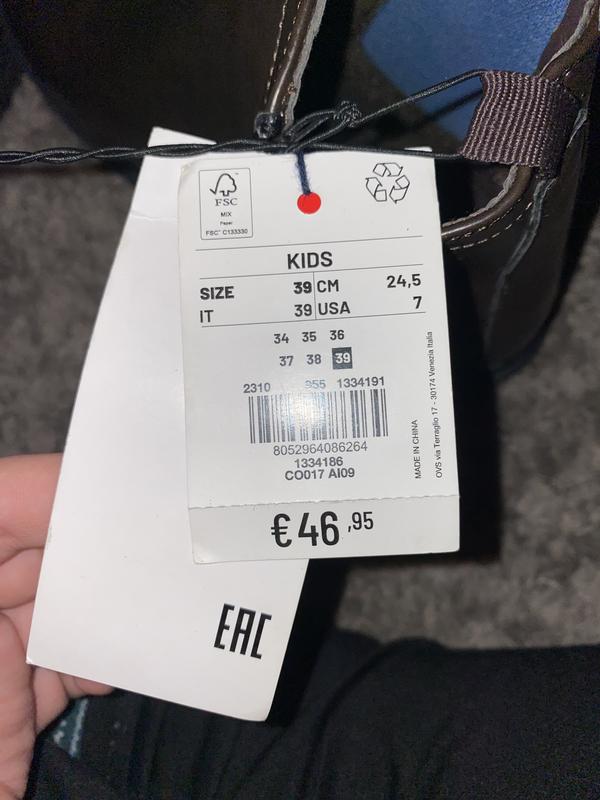 FSC
MIX
Paper
FSC® C133330
KIDS
SIZE 39 CM 24,5
IT 39 USA 7
34 35 36
37 38 39
2310 955 1334191
8052964086264
1334186
CO017 AI09
MADE IN CHINA
OVS via Terraglio 17 - 30174 Venezia Italia
€46,95
EAC